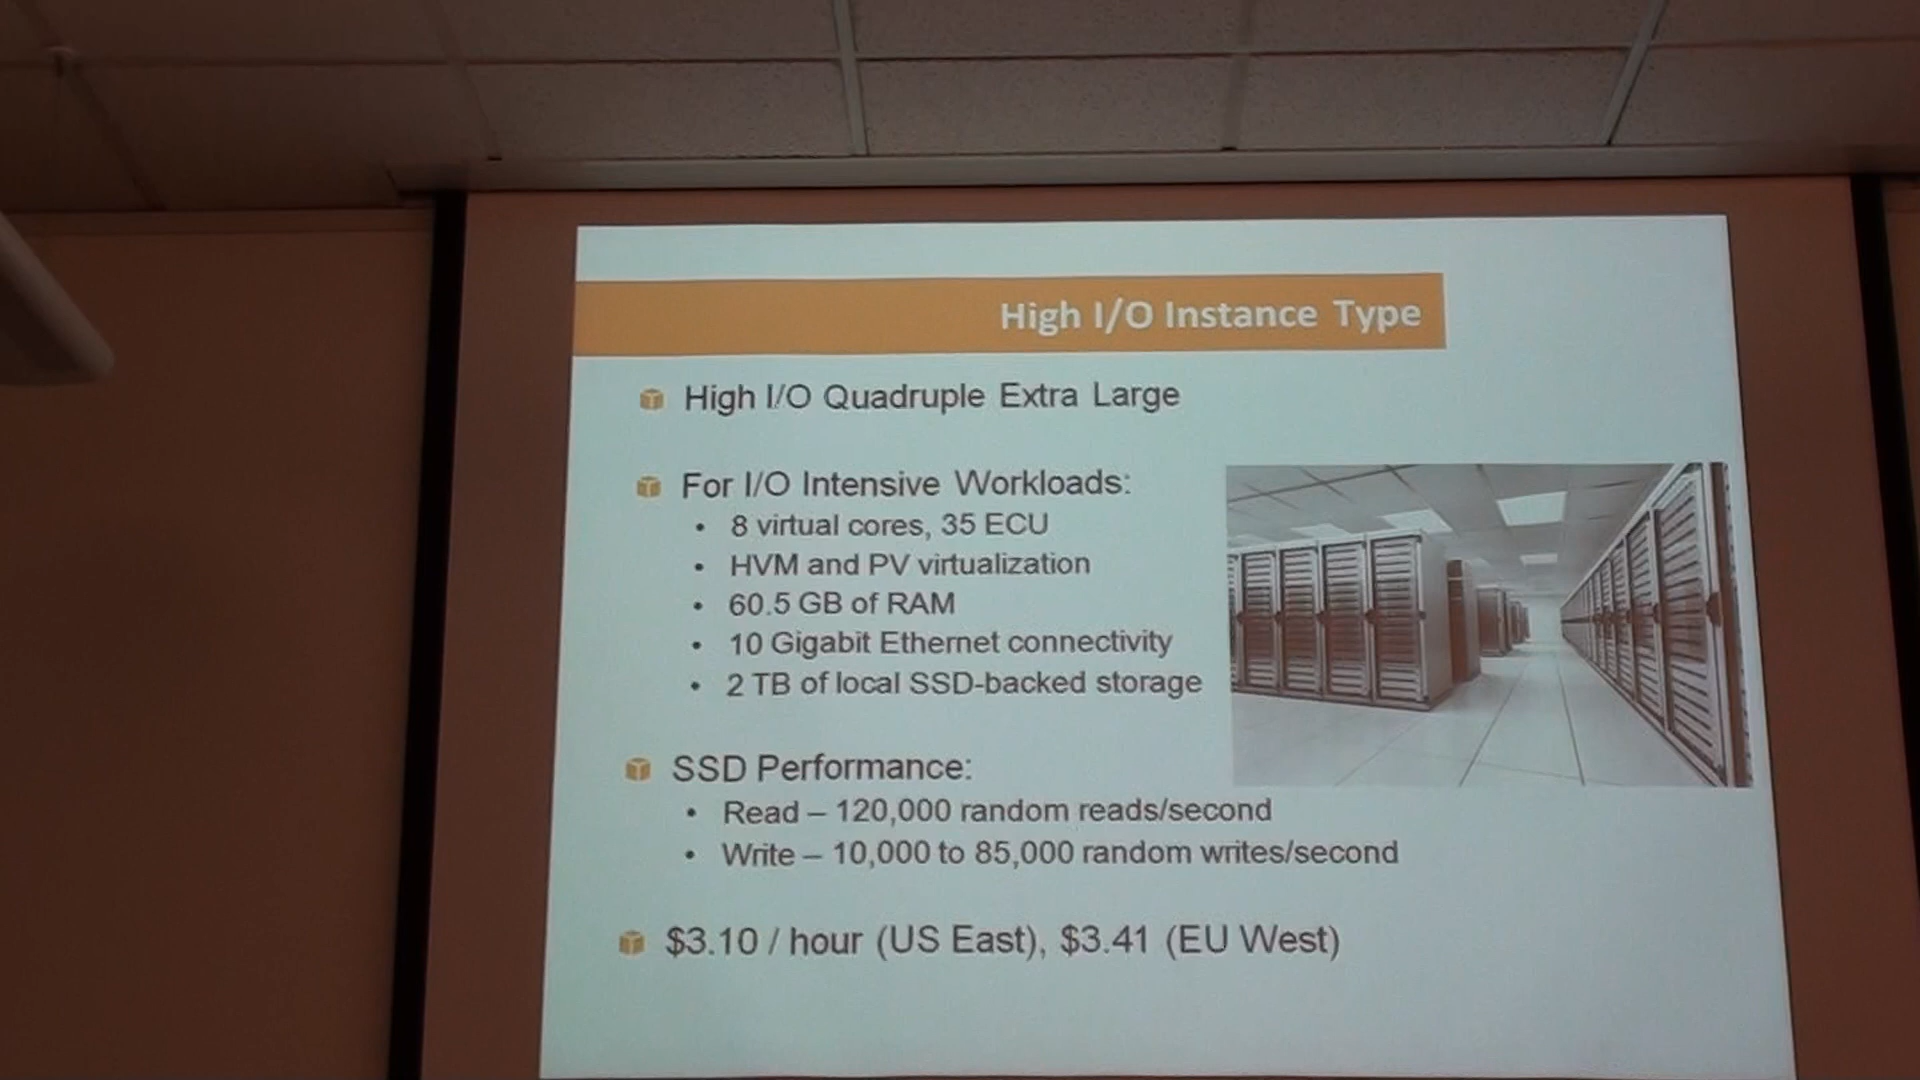 High I/O Instance Type
High I/O Quadruple Extra Large
For I/O Intensive Workloads:
• 8 virtual cores, 35 ECU
• HVM and PV virtualization
• 60.5 GB of RAM
• 10 Gigabit Ethernet connectivity
• 2 TB of local SSD-backed storage
SSD Performance:
• Read – 120,000 random reads/second
• Write – 10,000 to 85,000 random writes/second
$3.10 / hour (US East), $3.41 (EU West)